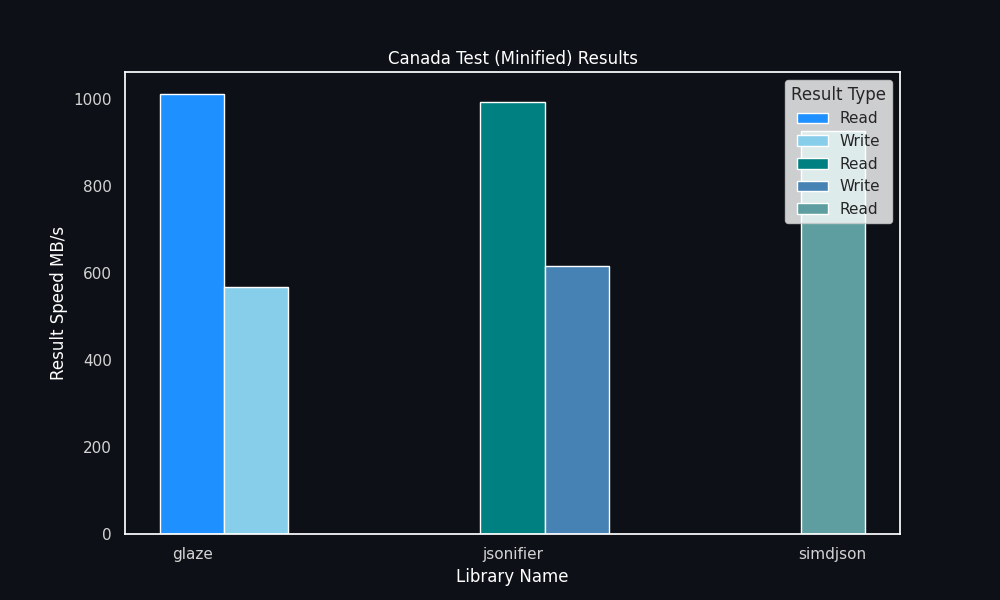 Canada Test (Minified) Results
Result Type
Read
Write
Read
Write
Read
1000
800
600
400
200
0
Result Speed MB/s
glaze
jsonifier
simdjson
Library Name